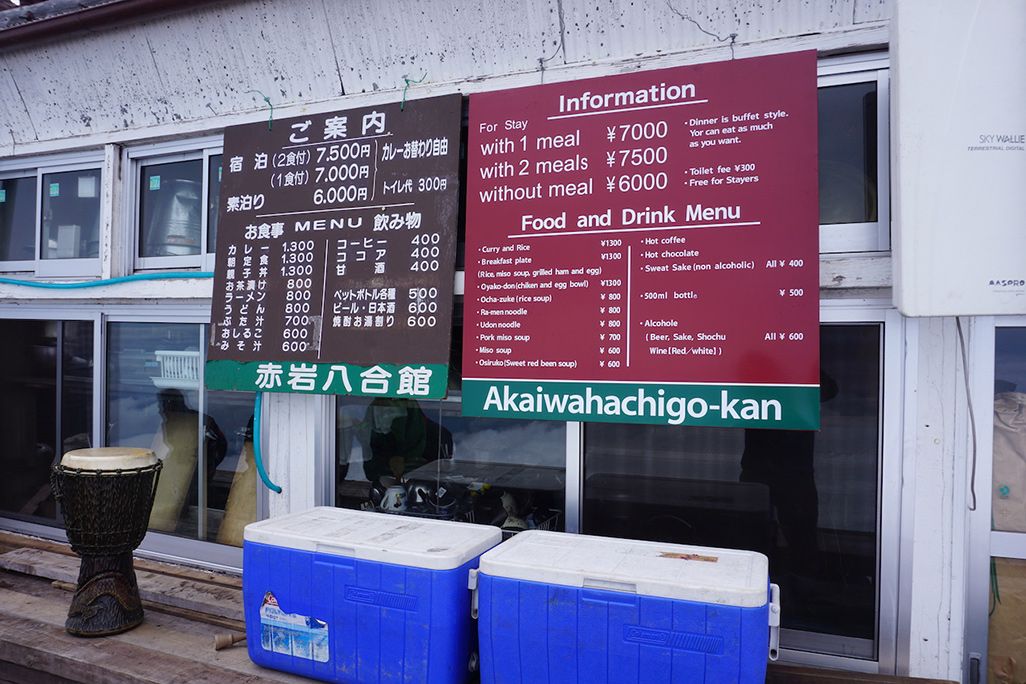 ご案内
宿泊(2食付) 7.500円
(1食付) 7.000円
素泊り 6.000円
カレーお替わり自由
トイレ代 300円
お食事 MENU 飲み物
カレー 1.300
朝定食 1.300
親子丼 1.300
お茶漬け 800
ラーメン 800
うどん 800
ぶた汁 700
おしるこ 600
みそ汁 600
コーヒー 400
ココア 400
甘酒 400
ペットボトル各種 500
ビール・日本酒 600
焼酎お湯割り 600
赤岩八合館
Information
For Stay
with 1 meal ¥7000
with 2 meals ¥7500
without meal ¥6000
・Dinner is buffet style.
Yor can eat as much
as you want.
・Toilet fee ¥300
・Free for Stayers
Food and Drink Menu
・Curry and Rice ¥1300
・Breakfast plate ¥1300
(Rice, miso soup, grilled ham and egg)
・Oyako-don(chiken and egg bowl) ¥1300
・Ocha-zuke (rice soup) ¥ 800
・Ra-men noodle ¥ 800
・Udon noodle ¥ 800
・Pork miso soup ¥ 700
・Miso soup ¥ 600
・Osiruko(Sweet red been soup) ¥ 600
・Hot coffee
・Hot chocolate
・Sweat Sake(non alcoholic) All ¥ 400
・500ml bottle ¥ 500
・Alcohole
( Beer, Sake, Shochu All ¥ 600
Wine [Red／white] )
Akaiwahachigo-kan
SKY WALLIE
TERRESTRIAL DIGITAL
MASPRO
Coleman
Coleman